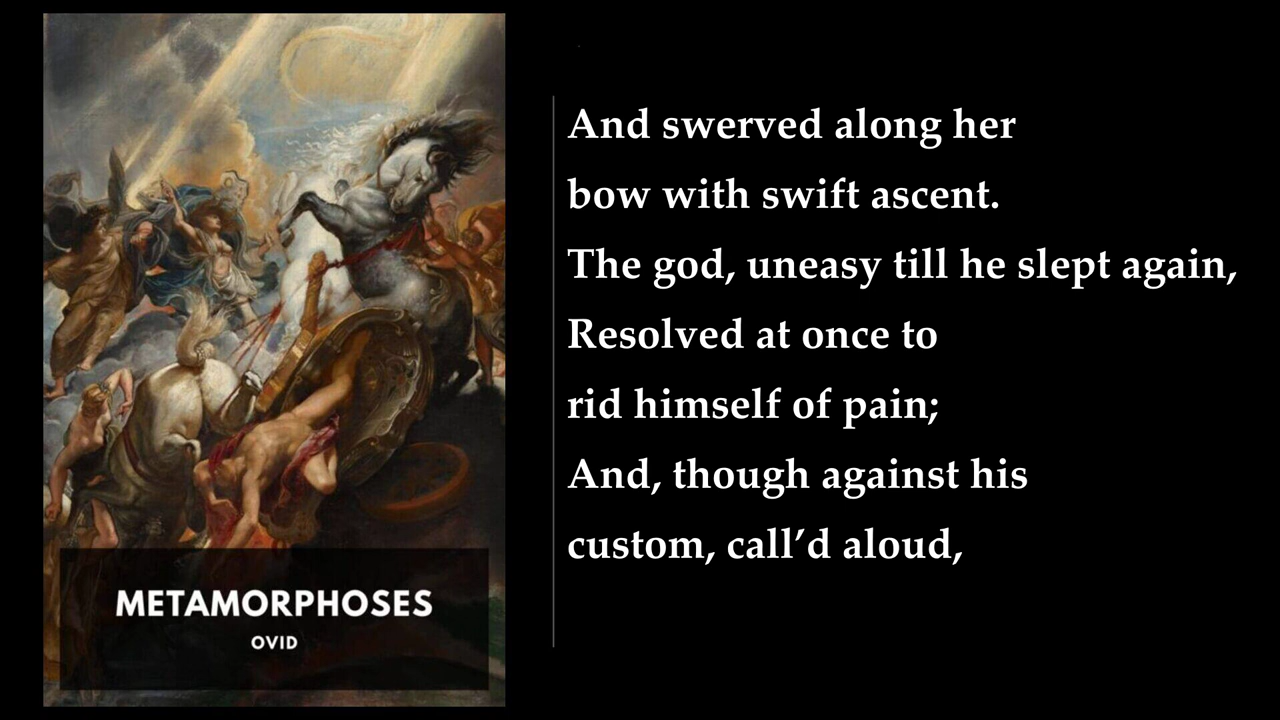 METAMORPHOSES
OVID
And swerved along her
bow with swift ascent.
The god, uneasy till he slept again,
Resolved at once to
rid himself of pain;
And, though against his
custom, call’d aloud,